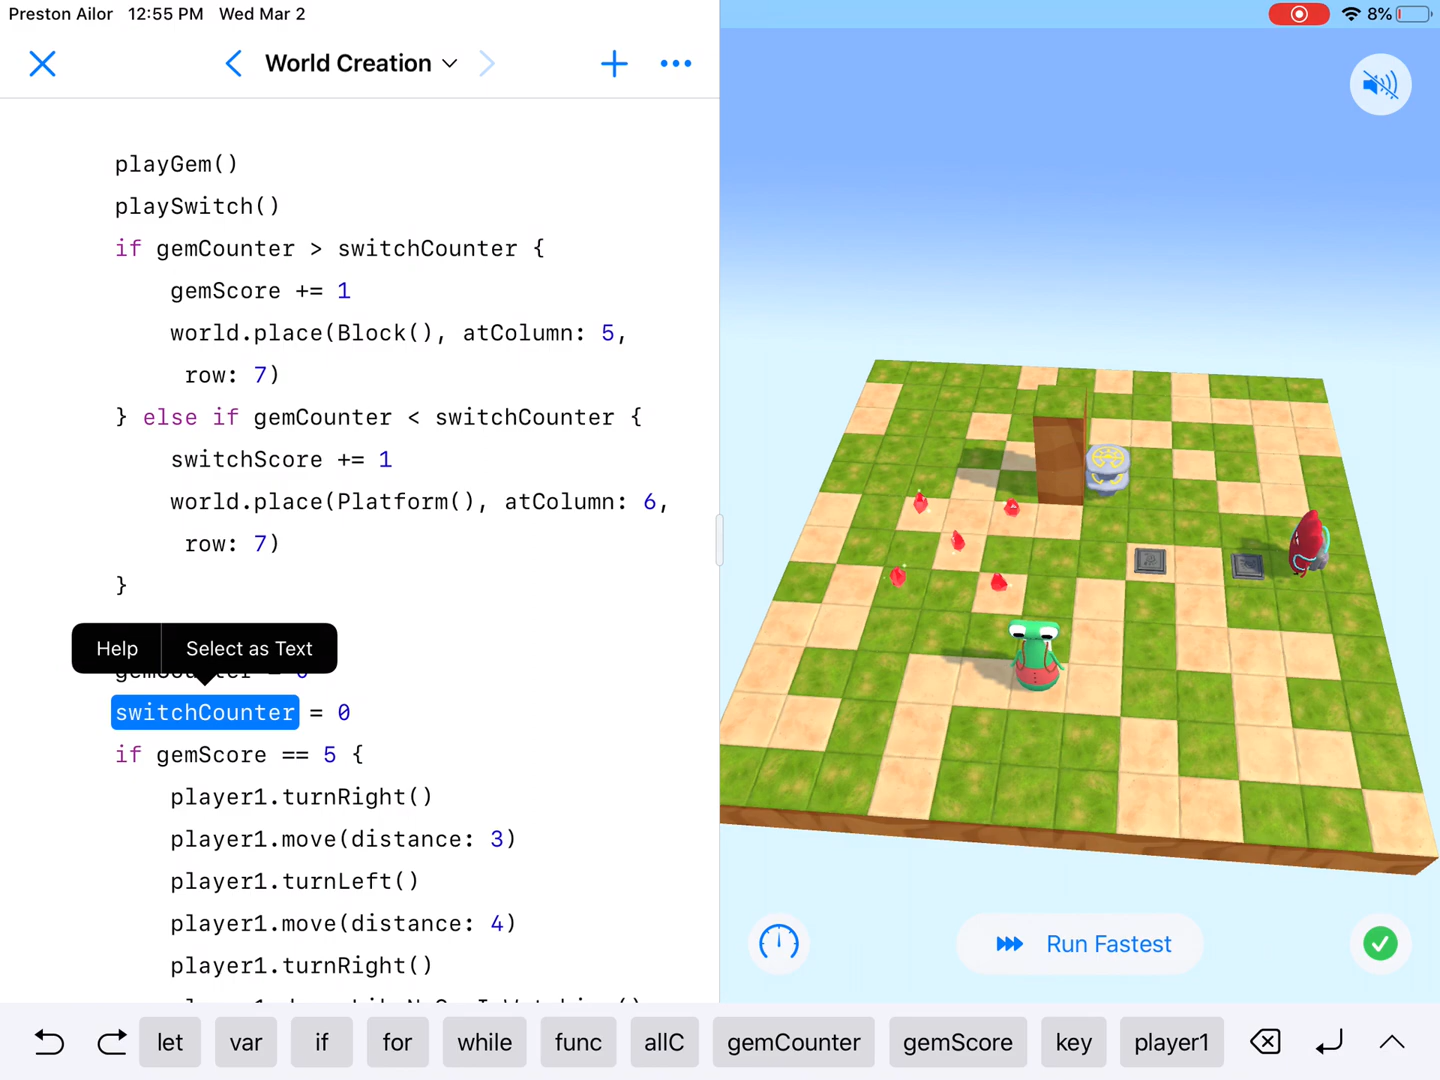 Preston Ailor 12:55 PM Wed Mar 2
8%
World Creation
playGem()
playSwitch()
if gemCounter > switchCounter {
gemScore += 1
world.place(Block(), atColumn: 5,
row: 7)
} else if gemCounter < switchCounter {
switchScore += 1
world.place(Platform(), atColumn: 6,
row: 7)
}
Help Select as Text
switchCounter = 0
if gemScore == 5 {
player1.turnRight()
player1.move(distance: 3)
player1.turnLeft()
player1.move(distance: 4)
player1.turnRight()
Run Fastest
let var if for while func allC gemCounter gemScore key player1